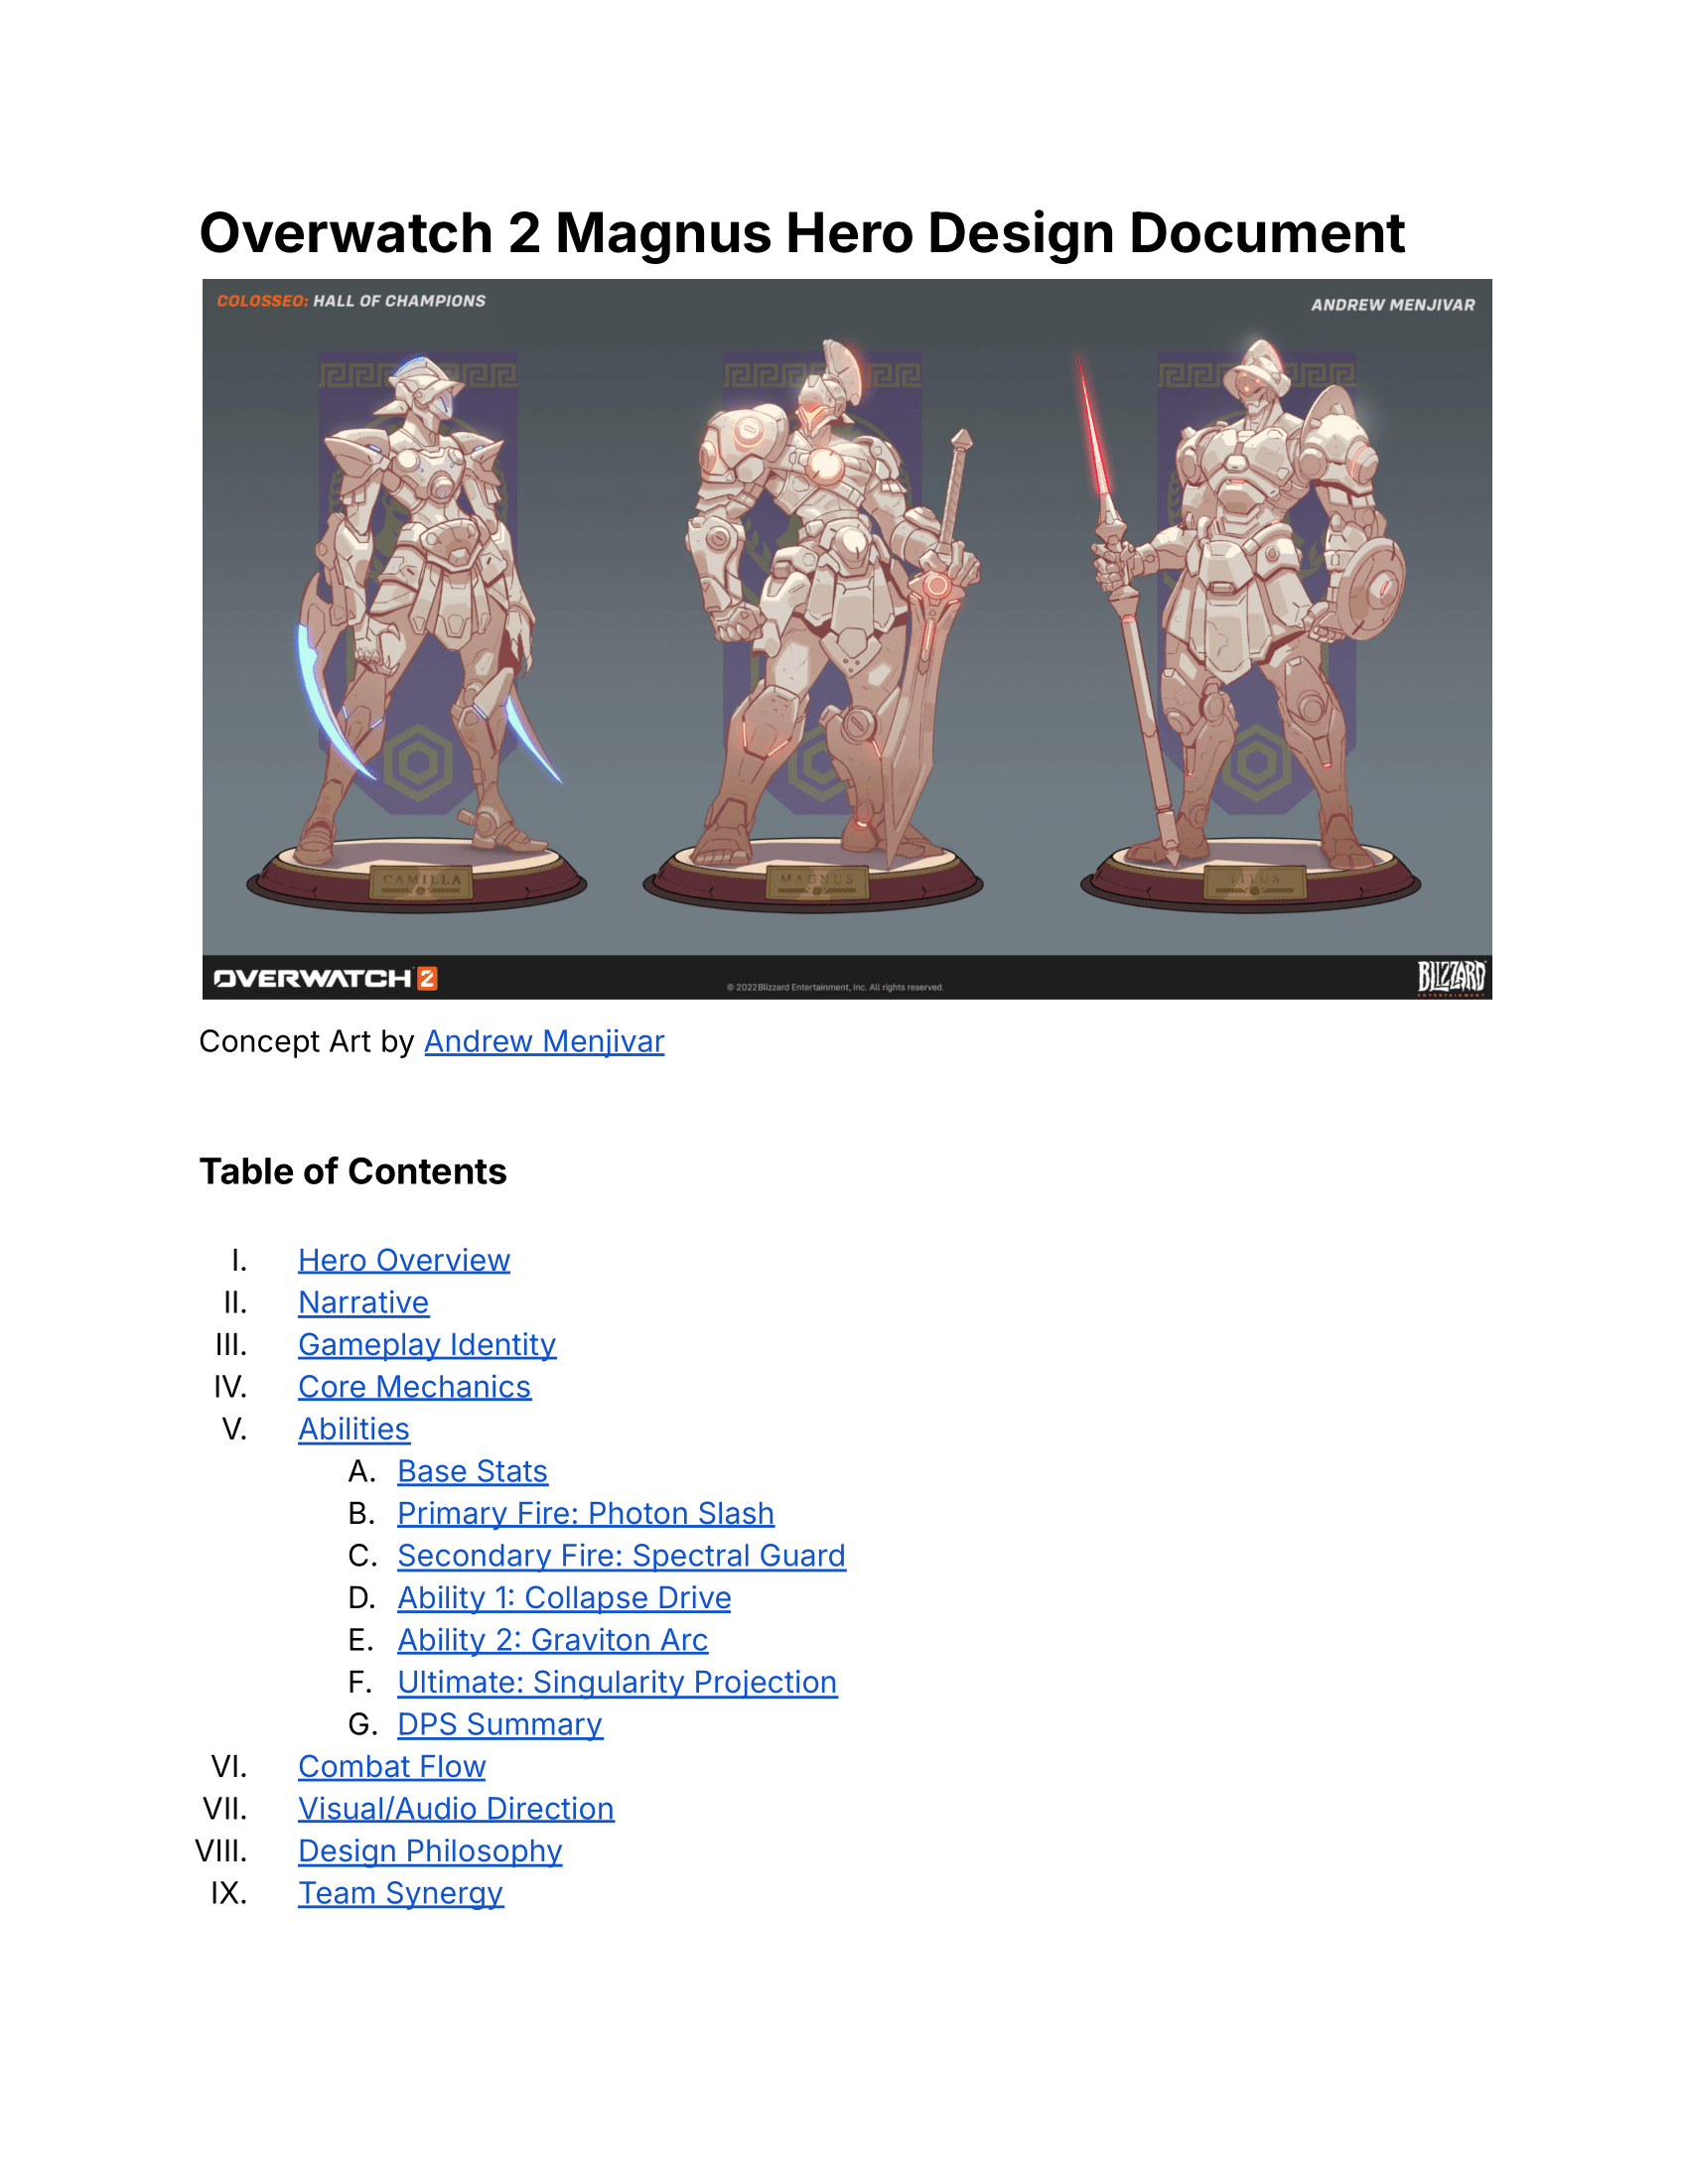 Overwatch 2 Magnus Hero Design Document
COLOSSEO: HALL OF CHAMPIONS
ANDREW MENJIVAR
CAMILLA
MAGNUS
TITUS
OVERWATCH 2
© 2022 Blizzard Entertainment, Inc. All rights reserved.
BLIZZARD
ENTERTAINMENT
Concept Art by Andrew Menjivar
Table of Contents
I. Hero Overview
II. Narrative
III. Gameplay Identity
IV. Core Mechanics
V. Abilities
A. Base Stats
B. Primary Fire: Photon Slash
C. Secondary Fire: Spectral Guard
D. Ability 1: Collapse Drive
E. Ability 2: Graviton Arc
F. Ultimate: Singularity Projection
G. DPS Summary
VI. Combat Flow
VII. Visual/Audio Direction
VIII. Design Philosophy
IX. Team Synergy